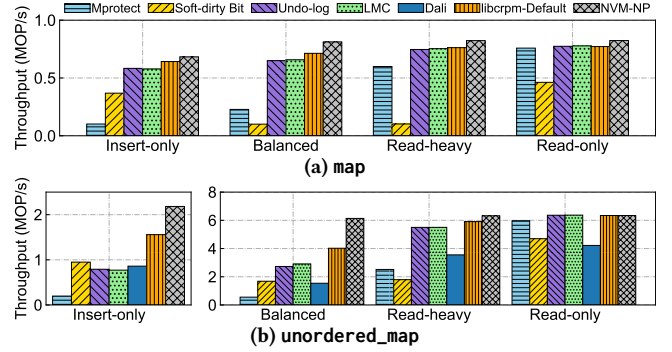 Mprotect Soft-dirty Bit Undo-log LMC Dali libcrpm-Default NVM-NP
Throughput (MOP/s)
1.0
0.5
0.0
Insert-only Balanced Read-heavy Read-only
(a) map
Throughput (MOP/s)
2
1
0
8
6
4
2
0
Insert-only Balanced Read-heavy Read-only
(b) unordered_map